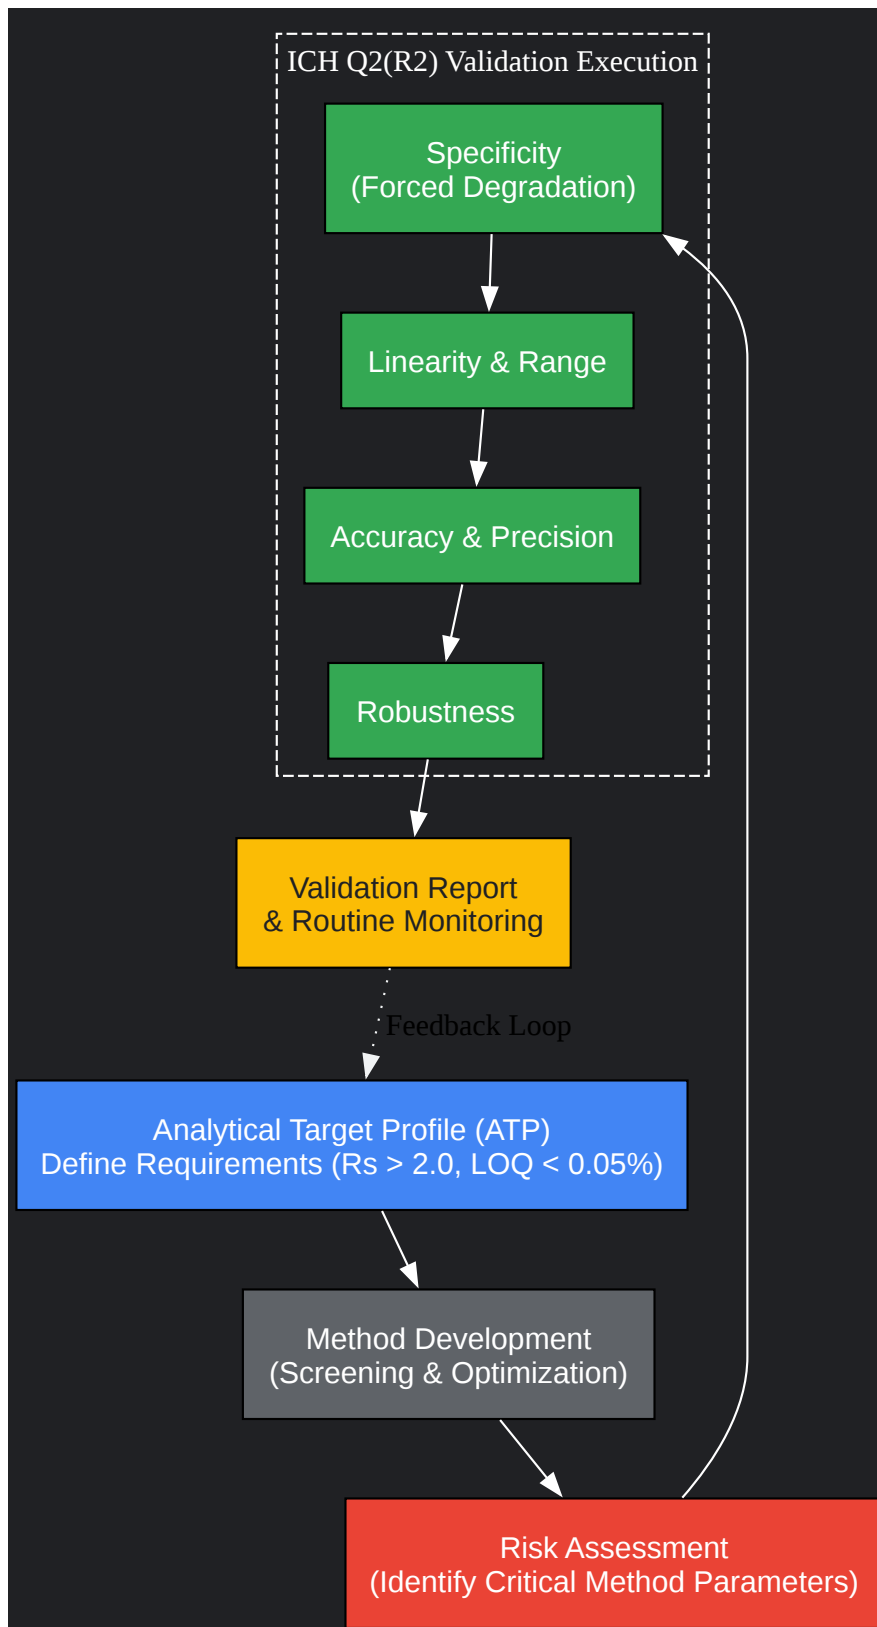 ICH Q2(R2) Validation Execution
Specificity
(Forced Degradation)
Linearity & Range
Accuracy & Precision
Robustness
Validation Report
& Routine Monitoring
Feedback Loop
Analytical Target Profile (ATP)
Define Requirements (Rs > 2.0, LOQ < 0.05%)
Method Development
(Screening & Optimization)
Risk Assessment
(Identify Critical Method Parameters)